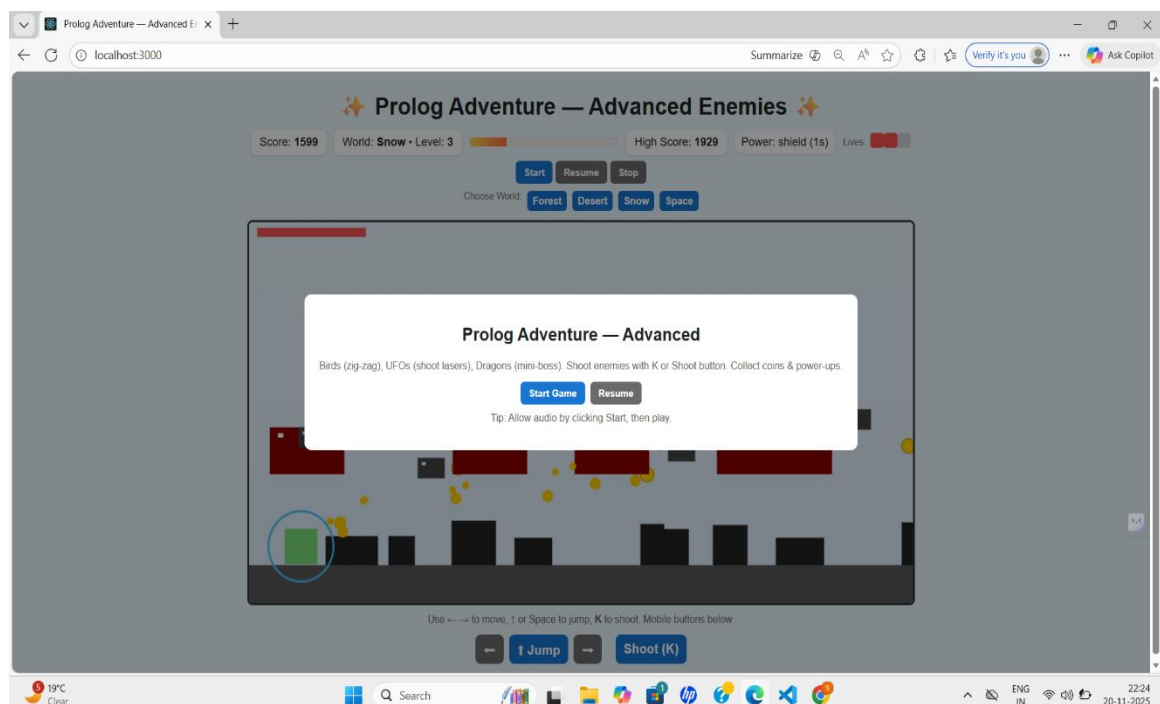 Prolog Adventure — Advanced Er
localhost:3000
Summarize
Verify it's you
Ask Copilot
✨ Prolog Adventure — Advanced Enemies ✨
Score: 1599 World: Snow • Level: 3 High Score: 1929 Power: shield (1s) Lives:
Start Resume Stop
Choose World: Forest Desert Snow Space
Prolog Adventure — Advanced
Birds (zig-zag), UFOs (shoot lasers), Dragons (mini-boss). Shoot enemies with K or Shoot button. Collect coins & power-ups.
Start Game Resume
Tip: Allow audio by clicking Start, then play.
Use ← → to move, ↑ or Space to jump, K to shoot. Mobile buttons below.
← ↑ Jump → Shoot (K)
19°C
Clear
Search
ENG
IN
22:24
20-11-2025